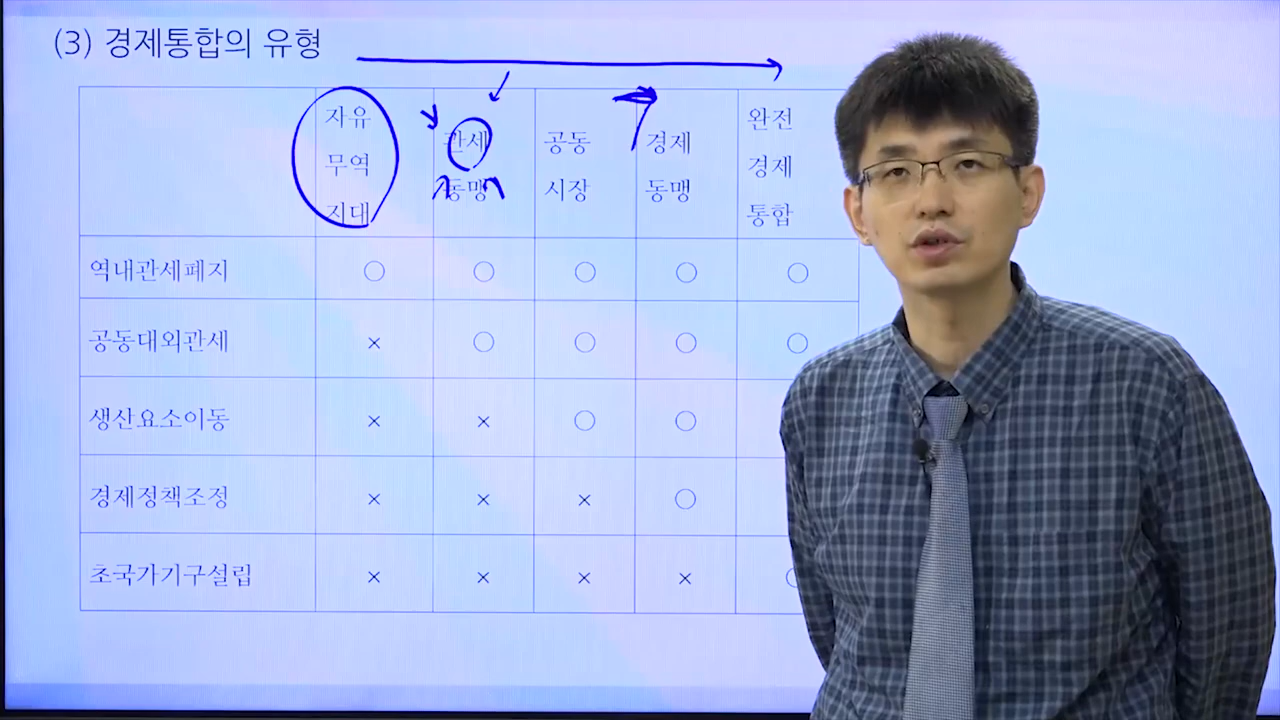 (3) 경제통합의 유형
자유 무역 지대 관세 동맹 공동 시장 경제 동맹 완전 경제 통합
역내관세폐지 ○ ○ ○ ○ ○
공동대외관세 × ○ ○ ○ ○
생산요소이동 × × ○ ○
경제정책조정 × × × ○
초국가기구설립 × × × × ○